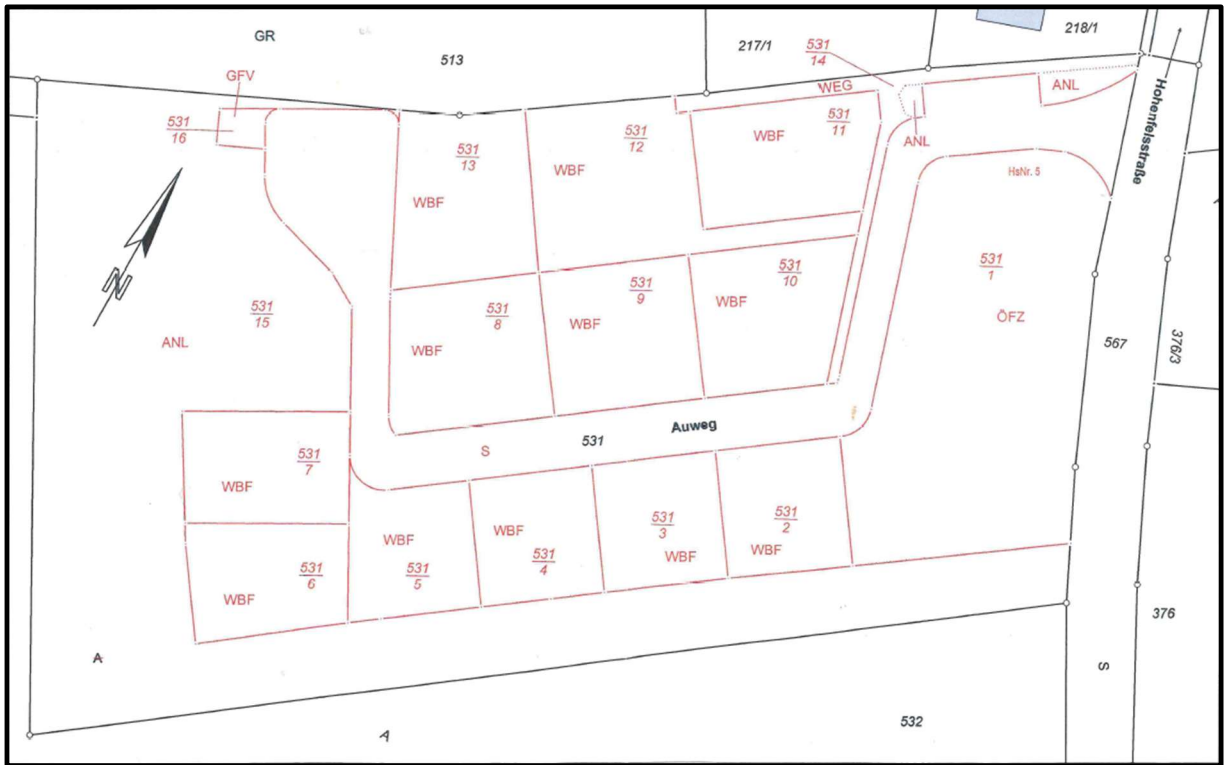 GR
513
217/1
531
14
218/1
GFV
531
16
WEG
ANL
Hohenfelsstraße
531
13
531
12
WBF
531
11
ANL
WBF
WBF
HsNr. 5
N
531
15
ANL
531
8
WBF
531
9
WBF
531
10
WBF
531
1
ÖFZ
567
376/3
Auweg
531
S
531
7
WBF
531
6
WBF
WBF
531
5
WBF
531
4
531
3
WBF
531
2
WBF
376
S
A
A
532